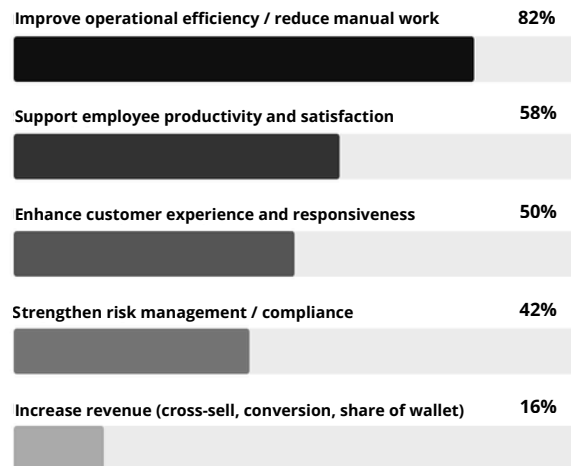 Improve operational efficiency / reduce manual work 82%
Support employee productivity and satisfaction 58%
Enhance customer experience and responsiveness 50%
Strengthen risk management / compliance 42%
Increase revenue (cross-sell, conversion, share of wallet) 16%